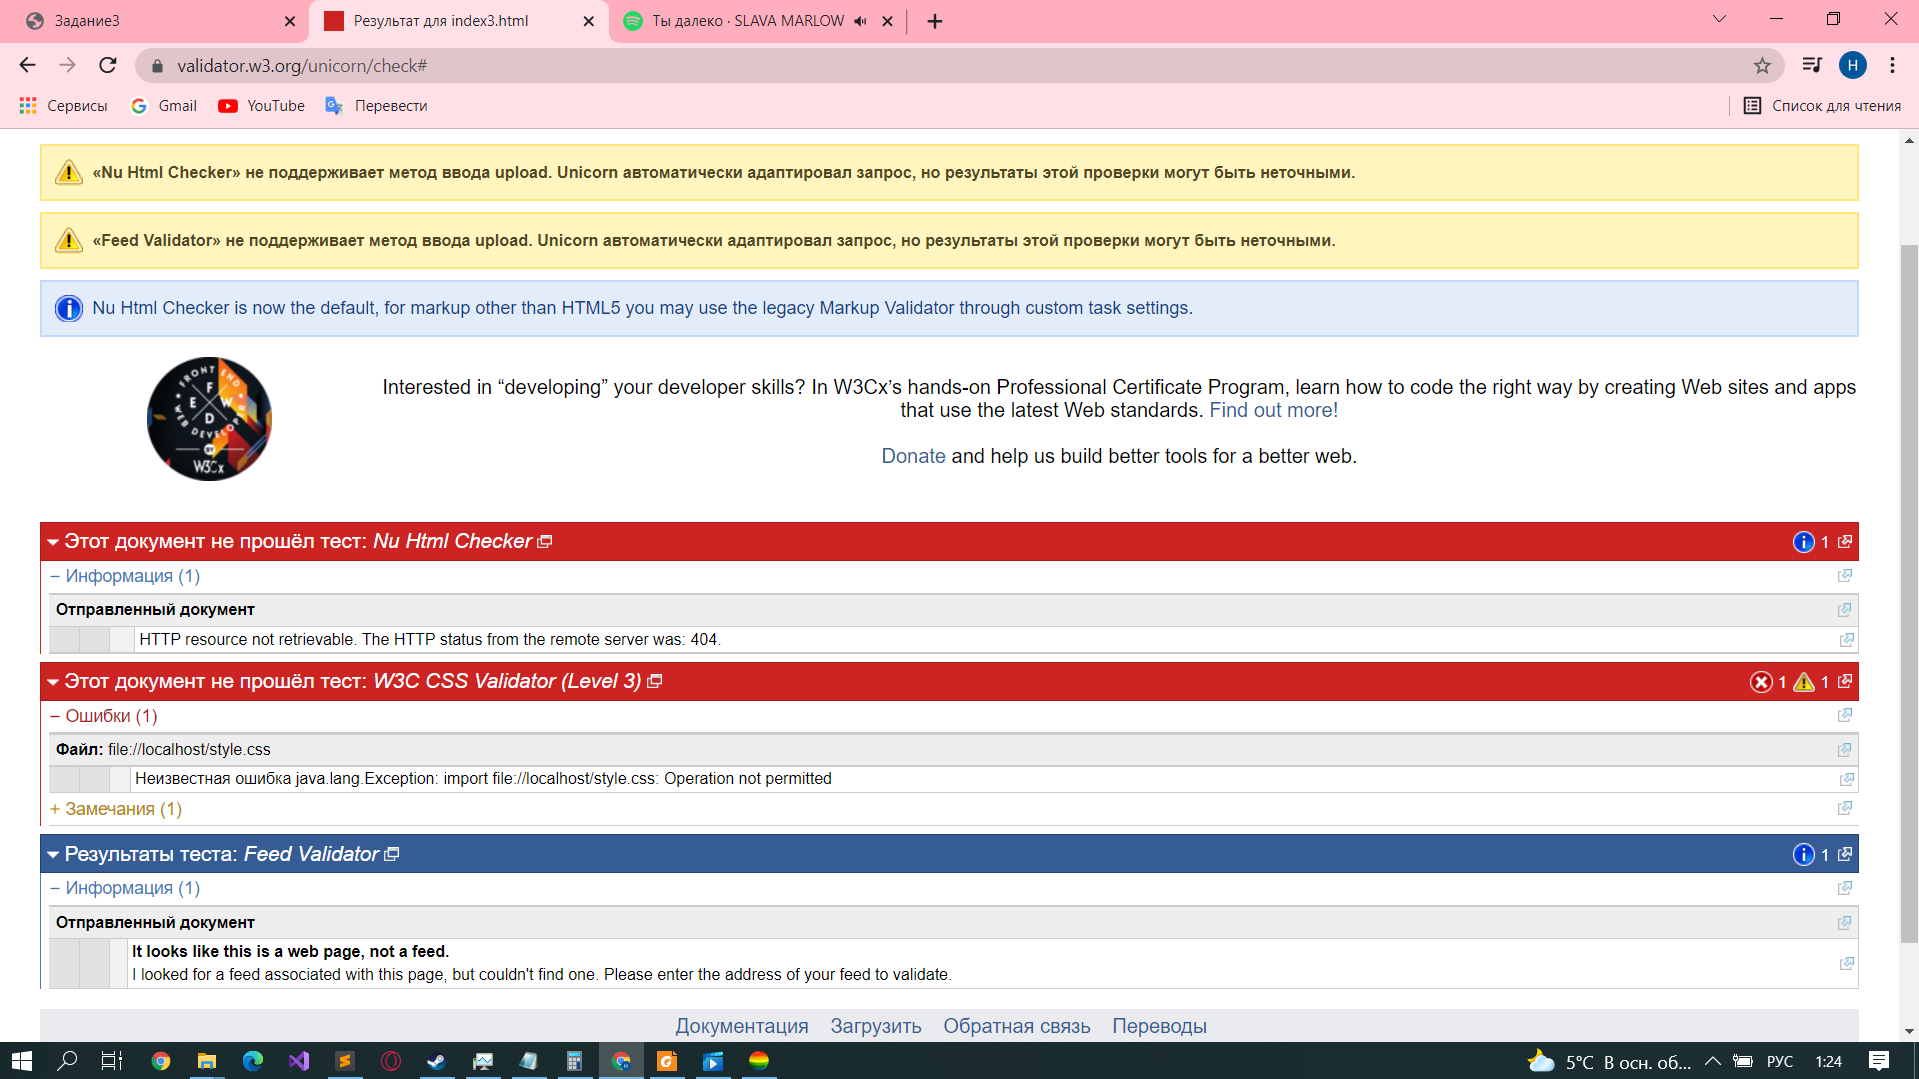 Задание3
Результат для index3.html
Ты далеко · SLAVA MARLOW
validator.w3.org/unicorn/check#
Н
Сервисы
Gmail
YouTube
Перевести
Список для чтения
«Nu Html Checker» не поддерживает метод ввода upload. Unicorn автоматически адаптировал запрос, но результаты этой проверки могут быть неточными.
«Feed Validator» не поддерживает метод ввода upload. Unicorn автоматически адаптировал запрос, но результаты этой проверки могут быть неточными.
Nu Html Checker is now the default, for markup other than HTML5 you may use the legacy Markup Validator through custom task settings.
FRONT END
F E W D
WEB DEVELOPER
W3Cx
Interested in “developing” your developer skills? In W3Cx’s hands-on Professional Certificate Program, learn how to code the right way by creating Web sites and apps
that use the latest Web standards. Find out more!
Donate and help us build better tools for a better web.
Этот документ не прошёл тест: Nu Html Checker
1
− Информация (1)
Отправленный документ
HTTP resource not retrievable. The HTTP status from the remote server was: 404.
Этот документ не прошёл тест: W3C CSS Validator (Level 3)
1 1
− Ошибки (1)
Файл: file://localhost/style.css
Неизвестная ошибка java.lang.Exception: import file://localhost/style.css: Operation not permitted
+ Замечания (1)
Результаты теста: Feed Validator
1
− Информация (1)
Отправленный документ
It looks like this is a web page, not a feed.
I looked for a feed associated with this page, but couldn't find one. Please enter the address of your feed to validate.
Документация Загрузить Обратная связь Переводы
5°C В осн. об...
РУС
1:24